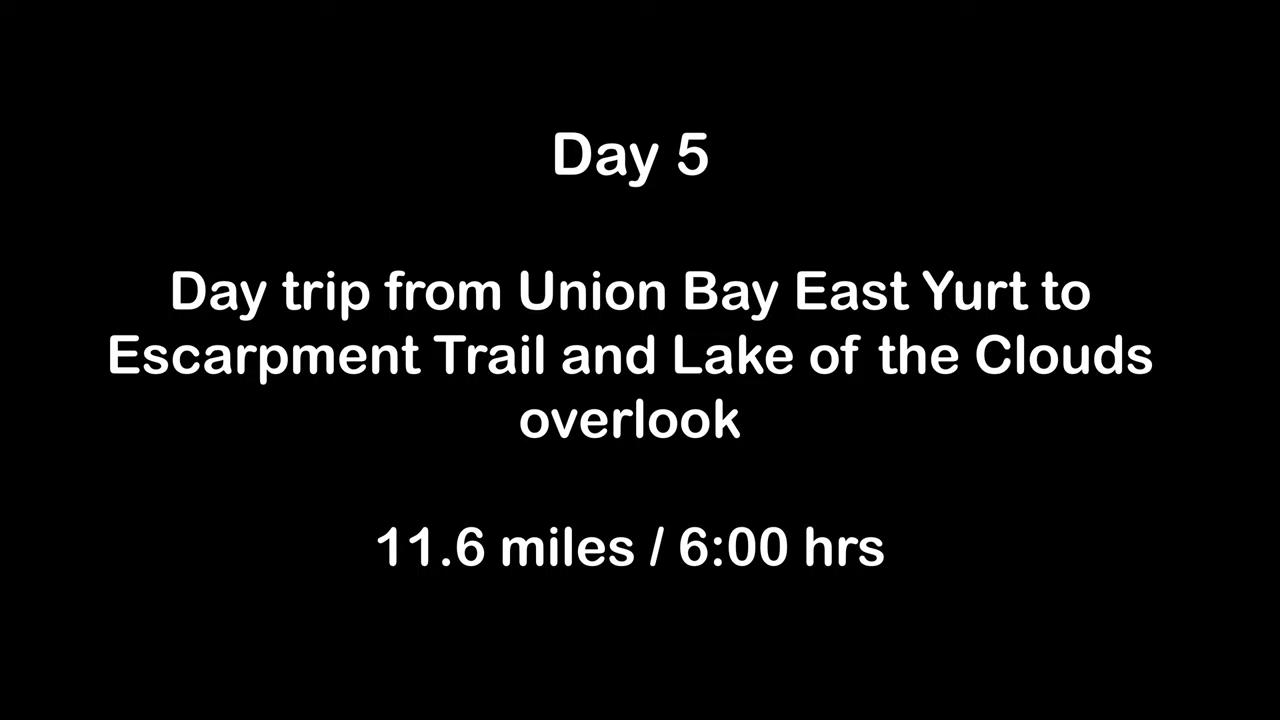 Day 5
Day trip from Union Bay East Yurt to
Escarpment Trail and Lake of the Clouds
overlook
11.6 miles / 6:00 hrs